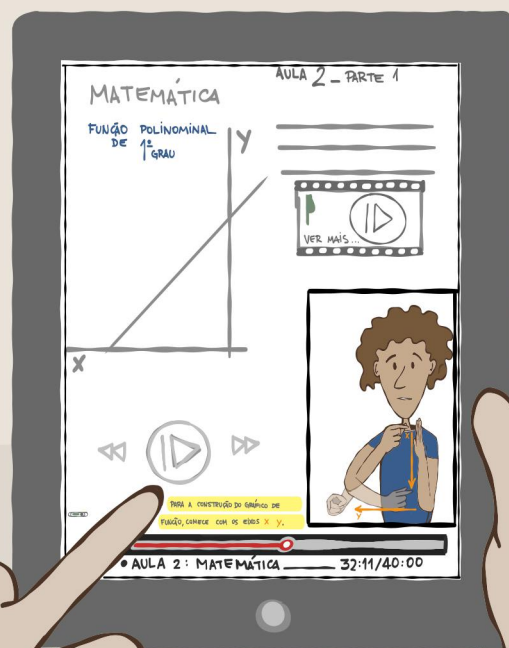 MATEMÁTICA
AULA 2 - PARTE 1
FUNÇÃO POLINOMINAL
DE 1º GRAU
Y
X
VER MAIS...
X
Y
PARA A CONSTRUÇÃO DO GRÁFICO DE
FUNÇÃO, COMECE COM OS EIXOS X Y.
• AULA 2: MATEMÁTICA ______ 32:11/40:00